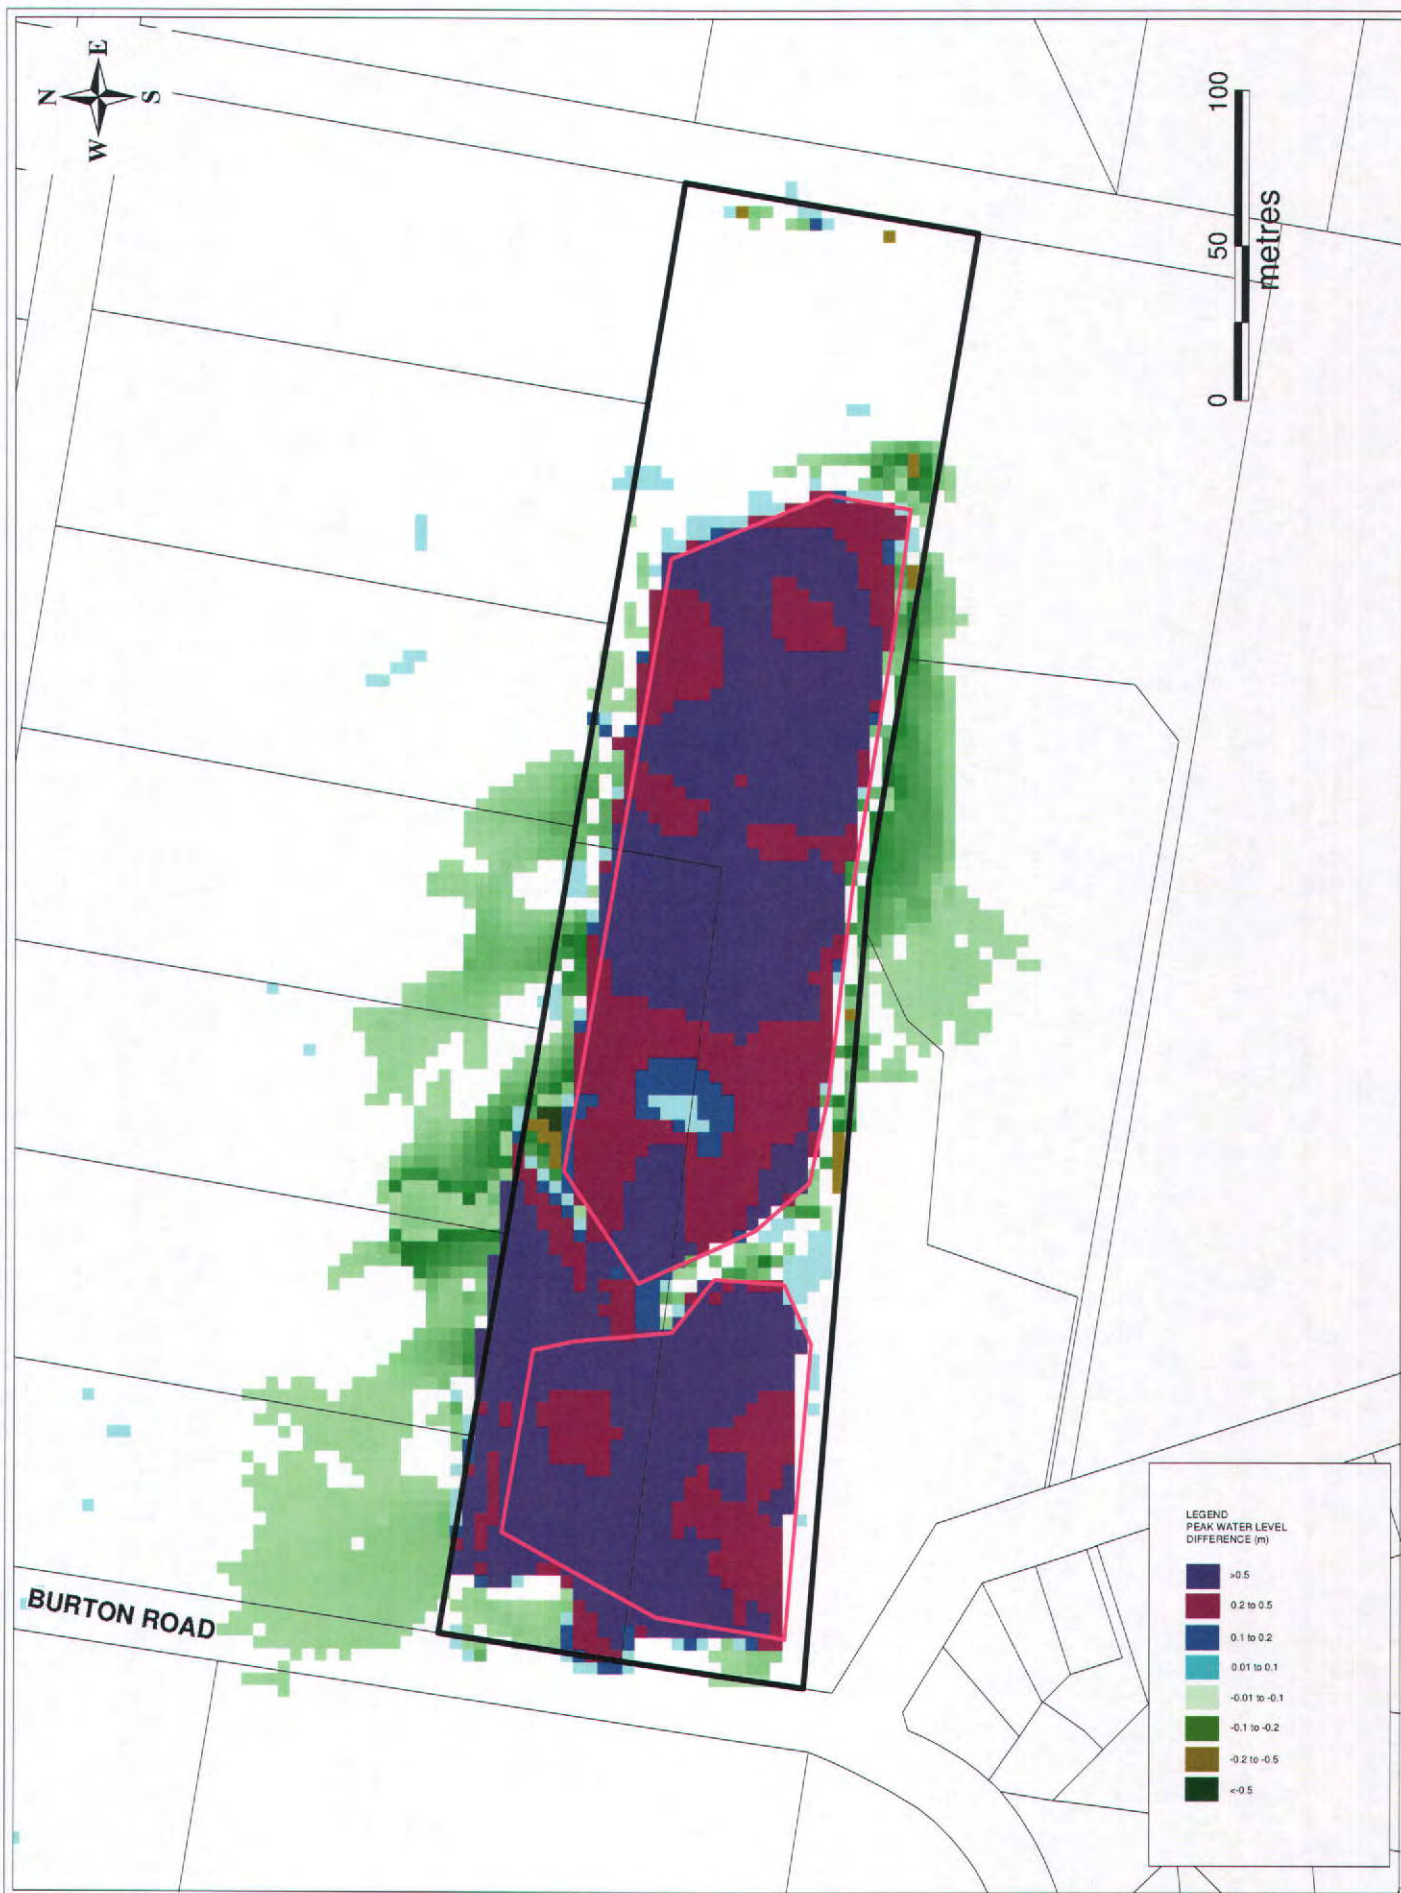 N
E
S
W
100
50
0
metres
BURTON ROAD
LEGEND
PEAK WATER LEVEL
DIFFERENCE (m)
>0.5
0.2 to 0.5
0.1 to 0.2
0.01 to 0.1
-0.01 to -0.1
-0.1 to -0.2
-0.2 to -0.5
<-0.5